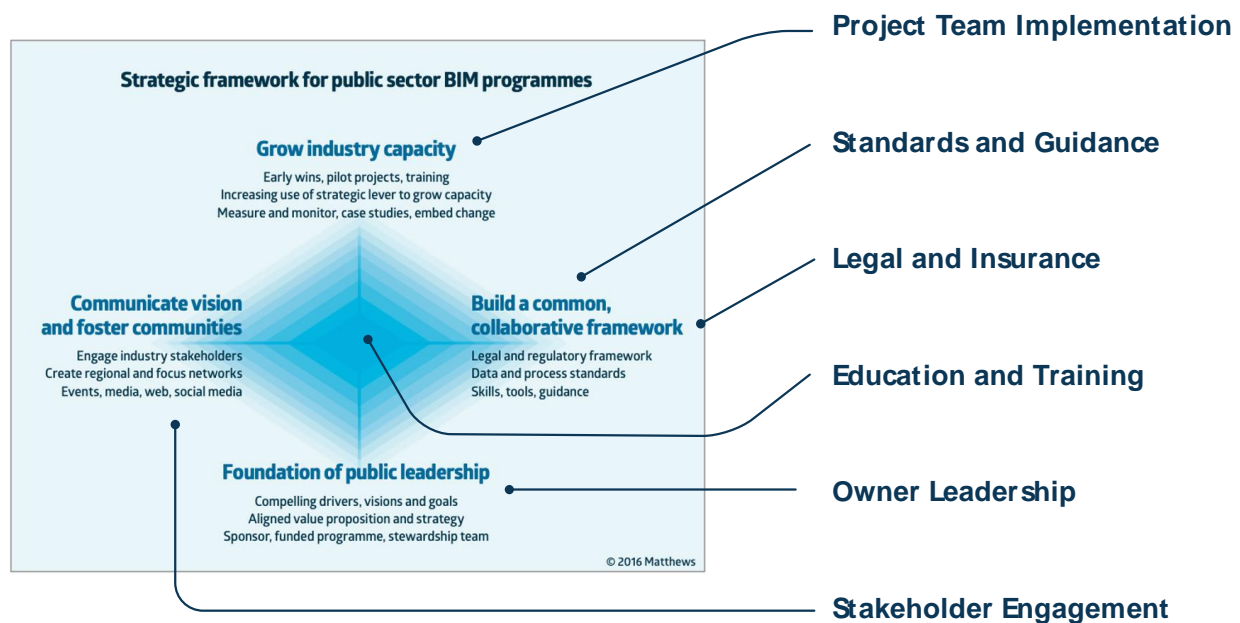 Project Team Implementation
Strategic framework for public sector BIM programmes
Grow industry capacity
Early wins, pilot projects, training
Increasing use of strategic lever to grow capacity
Measure and monitor, case studies, embed change
Standards and Guidance
Legal and Insurance
Communicate vision
and foster communities
Engage industry stakeholders
Create regional and focus networks
Events, media, web, social media
Build a common,
collaborative framework
Legal and regulatory framework
Data and process standards
Skills, tools, guidance
Education and Training
Foundation of public leadership
Compelling drivers, visions and goals
Aligned value proposition and strategy
Sponsor, funded programme, stewardship team
Owner Leadership
© 2016 Matthews
Stakeholder Engagement